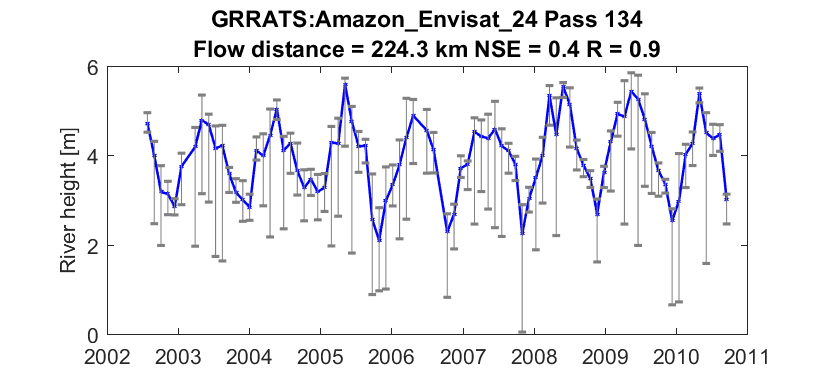 GRRATS:Amazon_Envisat_24 Pass 134
Flow distance = 224.3 km NSE = 0.4 R = 0.9
River height [m]
6
4
2
0
2002 2003 2004 2005 2006 2007 2008 2009 2010 2011